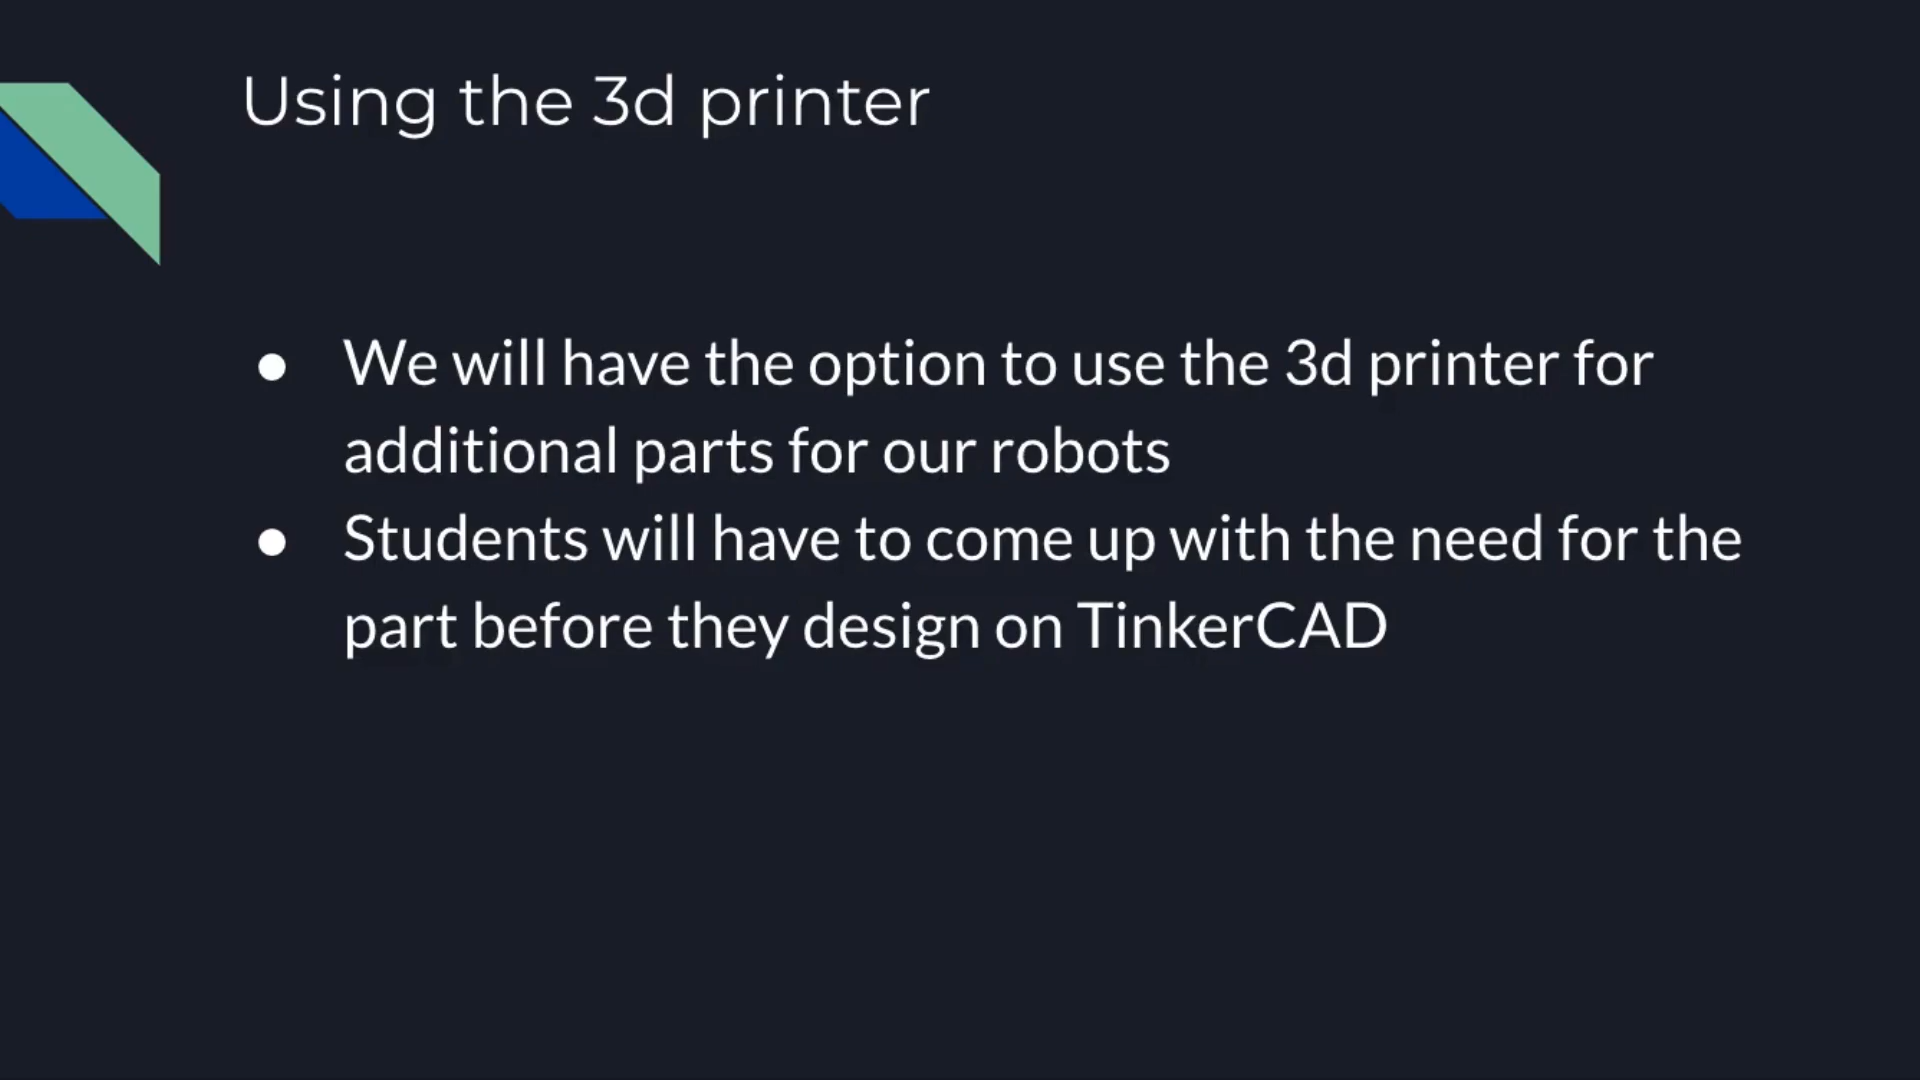 Using the 3d printer
● We will have the option to use the 3d printer for
additional parts for our robots
● Students will have to come up with the need for the
part before they design on TinkerCAD